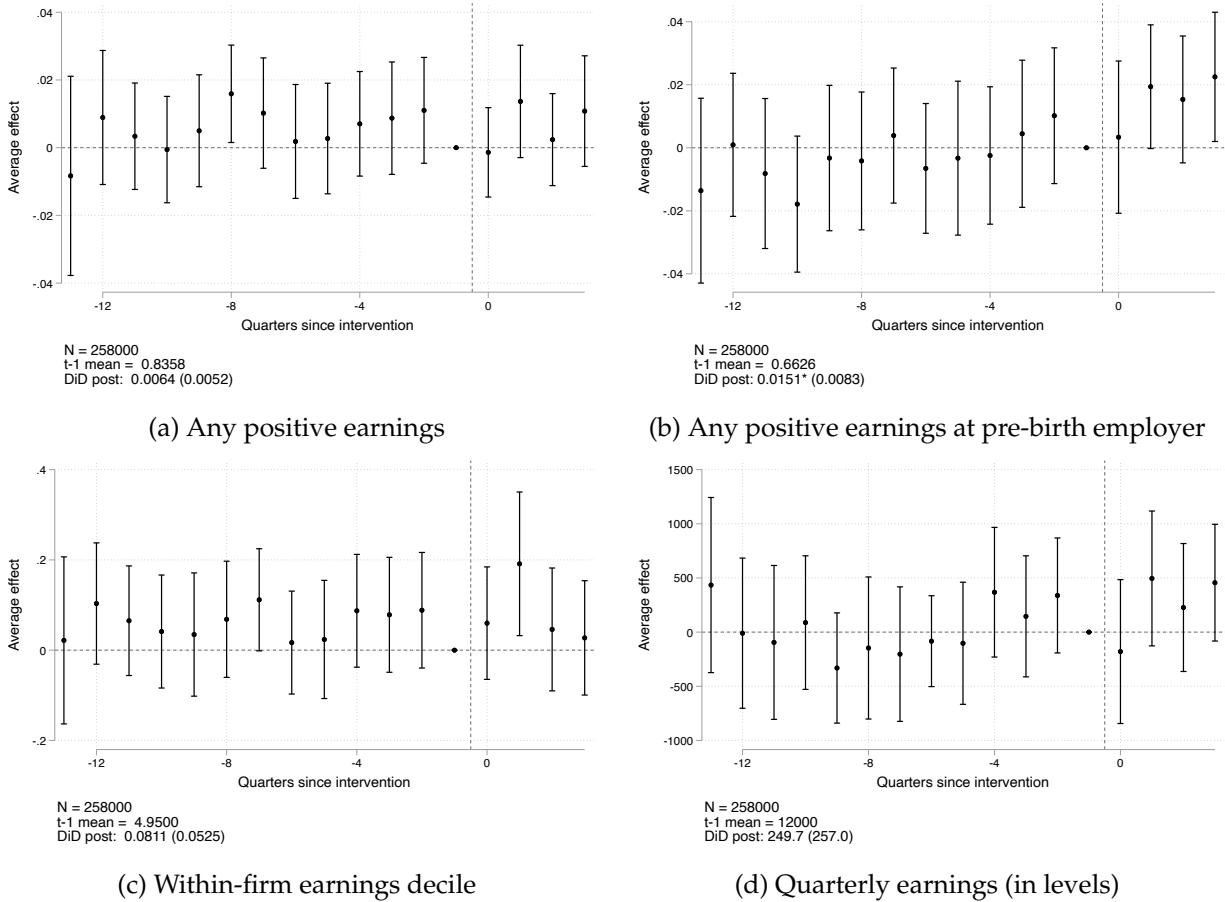 .04
.02
0
-.02
-.04
Average effect
-12
-8
-4
0
Quarters since intervention
N = 258000
t-1 mean = 0.8358
DiD post: 0.0064 (0.0052)
(a) Any positive earnings
.04
.02
0
-.02
-.04
Average effect
-12
-8
-4
0
Quarters since intervention
N = 258000
t-1 mean = 0.6626
DiD post: 0.0151* (0.0083)
(b) Any positive earnings at pre-birth employer
.4
.2
0
-.2
Average effect
-12
-8
-4
0
Quarters since intervention
N = 258000
t-1 mean = 4.9500
DiD post: 0.0811 (0.0525)
(c) Within-firm earnings decile
1500
1000
500
0
-500
-1000
Average effect
-12
-8
-4
0
Quarters since intervention
N = 258000
t-1 mean = 12000
DiD post: 249.7 (257.0)
(d) Quarterly earnings (in levels)